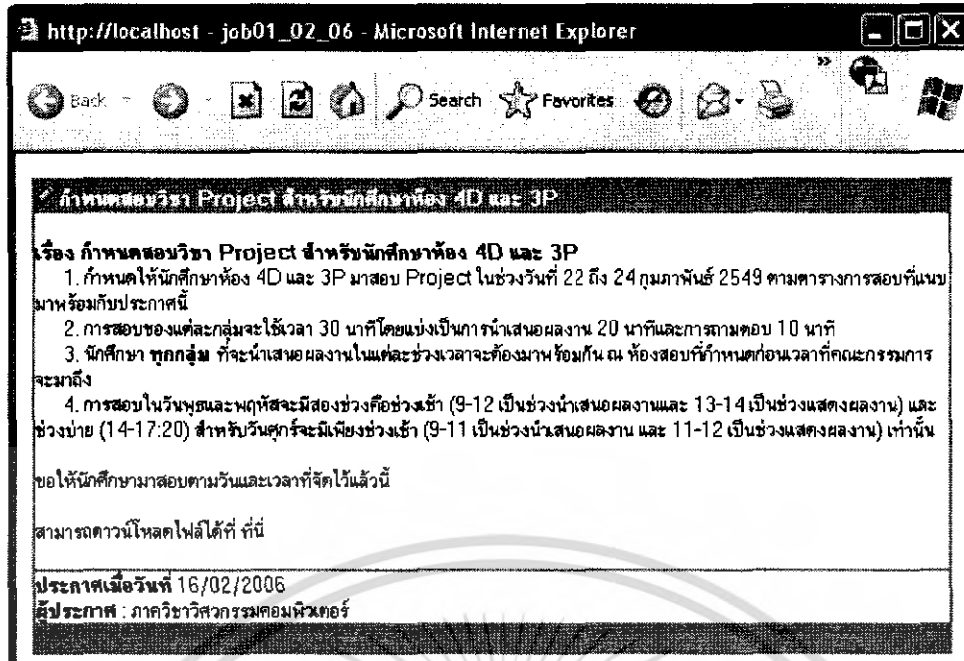 http://localhost - job01_02_06 - Microsoft Internet Explorer
Back Search Favorites »
กำหนดสอบวิชา Project สำหรับนักศึกษาห้อง 4D และ 3P
เรื่อง กำหนดสอบวิชา Project สำหรับนักศึกษาห้อง 4D และ 3P
1. กำหนดให้นักศึกษาห้อง 4D และ 3P มาสอบ Project ในช่วงวันที่ 22 ถึง 24 กุมภาพันธ์ 2549 ตามตารางการสอบที่แนบ
มาพร้อมกับประกาศนี้
2. การสอบของแต่ละกลุ่มจะใช้เวลา 30 นาทีโดยแบ่งเป็นการนำเสนอผลงาน 20 นาทีและการถามตอบ 10 นาที
3. นักศึกษา ทุกกลุ่ม ที่จะนำเสนอผลงานในแต่ละช่วงเวลาจะต้องมาพร้อมกัน ณ ห้องสอบที่กำหนดก่อนเวลาที่คณะกรรมการ
จะมาถึง
4. การสอบในวันพุธและพฤหัสจะมีสองช่วงคือช่วงเช้า (9-12 เป็นช่วงนำเสนอผลงานและ 13-14 เป็นช่วงแสดงผลงาน) และ
ช่วงบ่าย (14-17:20) สำหรับวันศุกร์จะมีเพียงช่วงเช้า (9-11 เป็นช่วงนำเสนอผลงาน และ 11-12 เป็นช่วงแสดงผลงาน) เท่านั้น
ขอให้นักศึกษามาสอบตามวันและเวลาที่จัดไว้แล้วนี้
สามารถดาวน์โหลดไฟล์ได้ที่ ที่นี่
ประกาศเมื่อวันที่ 16/02/2006
ผู้ประกาศ : ภาควิชาวิศวกรรมคอมพิวเตอร์